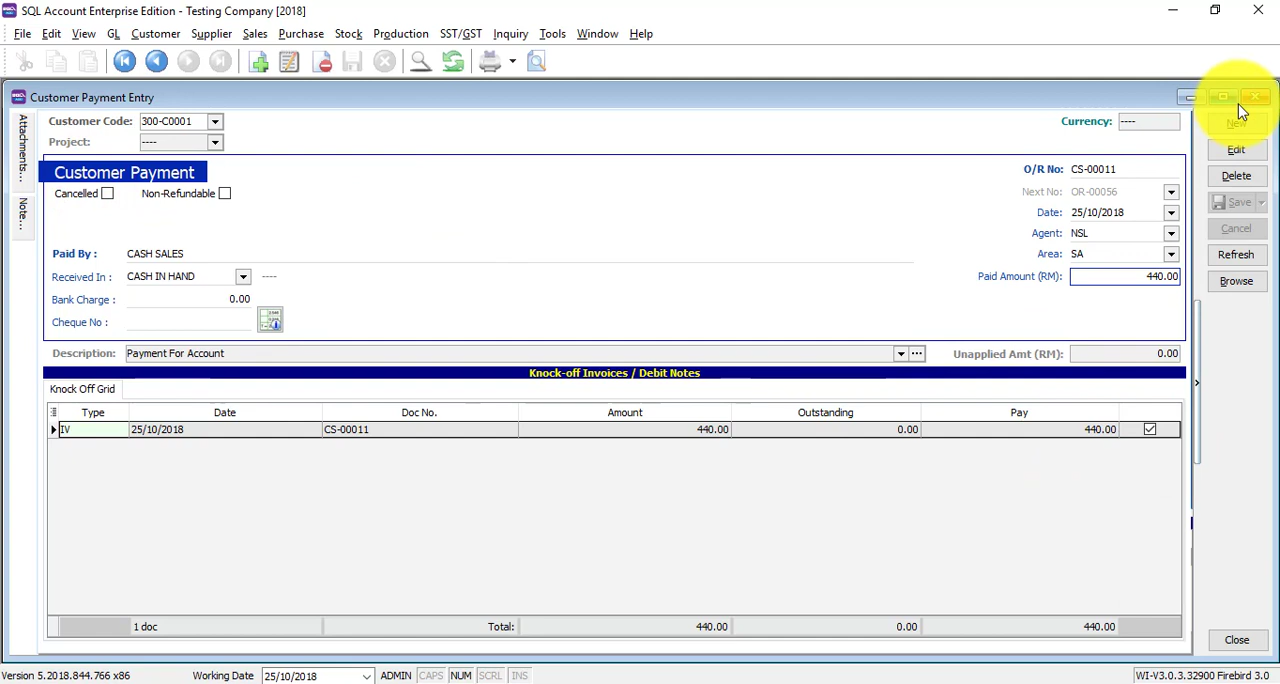 SQL Account Enterprise Edition - Testing Company [2018]
File Edit View GL Customer Supplier Sales Purchase Stock Production SST/GST Inquiry Tools Window Help
Customer Payment Entry
Attachments...
Note...
Customer Code: 300-C0001 Currency: ----
Project: ----
Customer Payment
Cancelled Non-Refundable
O/R No: CS-00011
Next No: OR-00056
Date: 25/10/2018
Agent: NSL
Paid By : CASH SALES Area: SA
Received In : CASH IN HAND ---- Paid Amount (RM): 440.00
Bank Charge : 0.00
Cheque No :
Description: Payment For Account ... Unapplied Amt (RM): 0.00
Knock-off Invoices / Debit Notes
Knock Off Grid
Type Date Doc No. Amount Outstanding Pay
IV 25/10/2018 CS-00011 440.00 0.00 440.00
1 doc Total: 440.00 0.00 440.00
New
Edit
Delete
Save
Cancel
Refresh
Browse
Close
Version 5.2018.844.766 x86 Working Date 25/10/2018 ADMIN CAPS NUM SCRL INS WI-V3.0.3.32900 Firebird 3.0